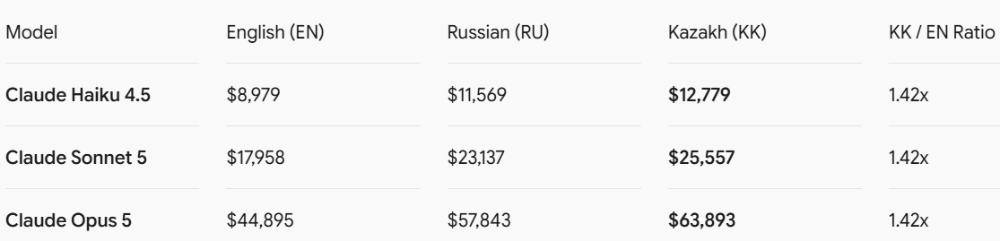 Model English (EN) Russian (RU) Kazakh (KK) KK / EN Ratio
Claude Haiku 4.5 $8,979 $11,569 $12,779 1.42x
Claude Sonnet 5 $17,958 $23,137 $25,557 1.42x
Claude Opus 5 $44,895 $57,843 $63,893 1.42x